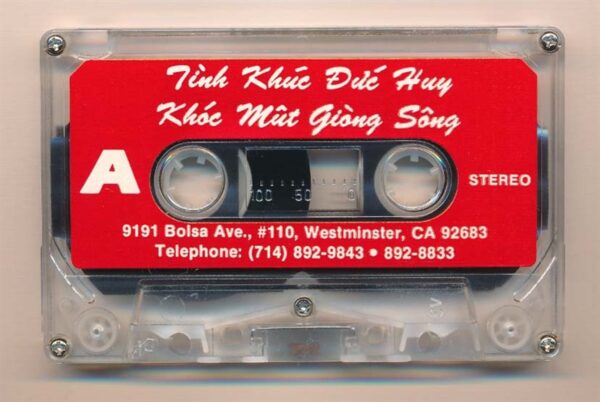 Tình Khúc Đức Huy
Khóc Mût Giòng Sông
A
STEREO
100 50 0
9191 Bolsa Ave., #110, Westminster, CA 92683
Telephone: (714) 892-9843 • 892-8833